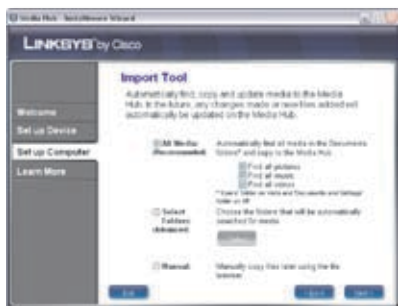 Media Hub - InstallShield Wizard
LINKSYS by Cisco
Import Tool
Automatically find, copy and update media to the Media
Hub. In the future, any changes made or new files added will
automatically be updated on the Media Hub.
Welcome
Set up Device
Set up Computer
Learn More
All Media
(Recommended)
Automatically find all media in the Documents
folders* and copy to the Media Hub.
Find all pictures
Find all music
Find all videos
Select
Folders
(Advanced)
Choose the folders that will be automatically
searched for media.
Manual
Manually copy files later using the file
browser.
Exit
Back
Next